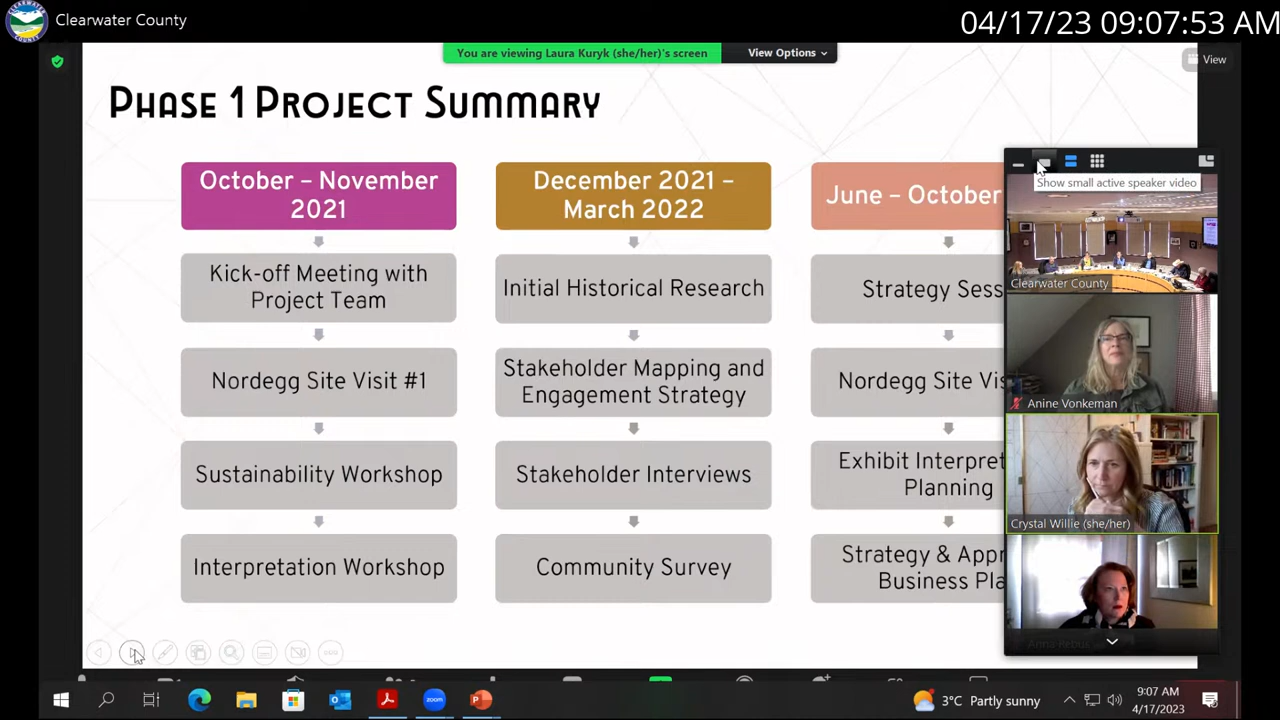 Clearwater County
04/17/23 09:07:53 AM
You are viewing Laura Kuryk (she/her)'s screen
View Options
View
PHASE 1 PROJECT SUMMARY
October – November
2021
Kick-off Meeting with
Project Team
Nordegg Site Visit #1
Sustainability Workshop
Interpretation Workshop
December 2021 –
March 2022
Initial Historical Research
Stakeholder Mapping and
Engagement Strategy
Stakeholder Interviews
Community Survey
June – October
Strategy Sess
Nordegg Site Vis
Exhibit Interpret
Planning
Strategy & Appr
Business Pla
Show small active speaker video
Clearwater County
Anine Vonkeman
Crystal Willie (she/her)
3°C Partly sunny
9:07 AM
4/17/2023